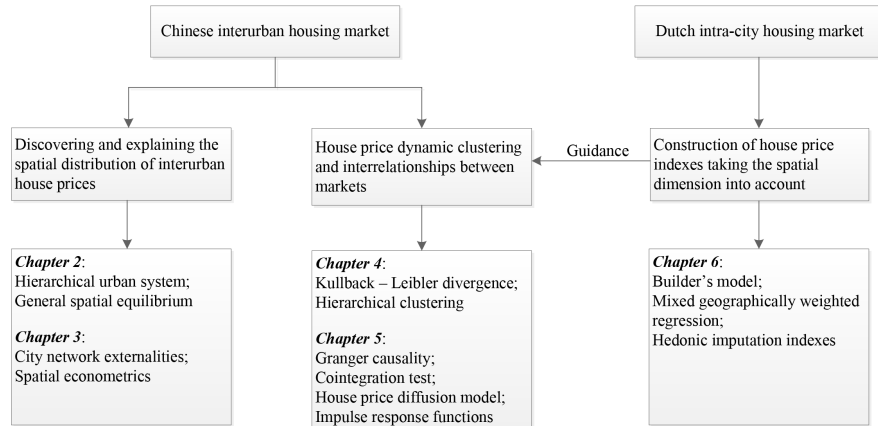 Chinese interurban housing market
Dutch intra-city housing market
Discovering and explaining the
spatial distribution of interurban
house prices
House price dynamic clustering
and interrelationships between
markets
Guidance
Construction of house price
indexes taking the spatial
dimension into account
Chapter 2:
Hierarchical urban system;
General spatial equilibrium
Chapter 3:
City network externalities;
Spatial econometrics
Chapter 4:
Kullback – Leibler divergence;
Hierarchical clustering
Chapter 5:
Granger causality;
Cointegration test;
House price diffusion model;
Impulse response functions
Chapter 6:
Builder’s model;
Mixed geographically weighted
regression;
Hedonic imputation indexes